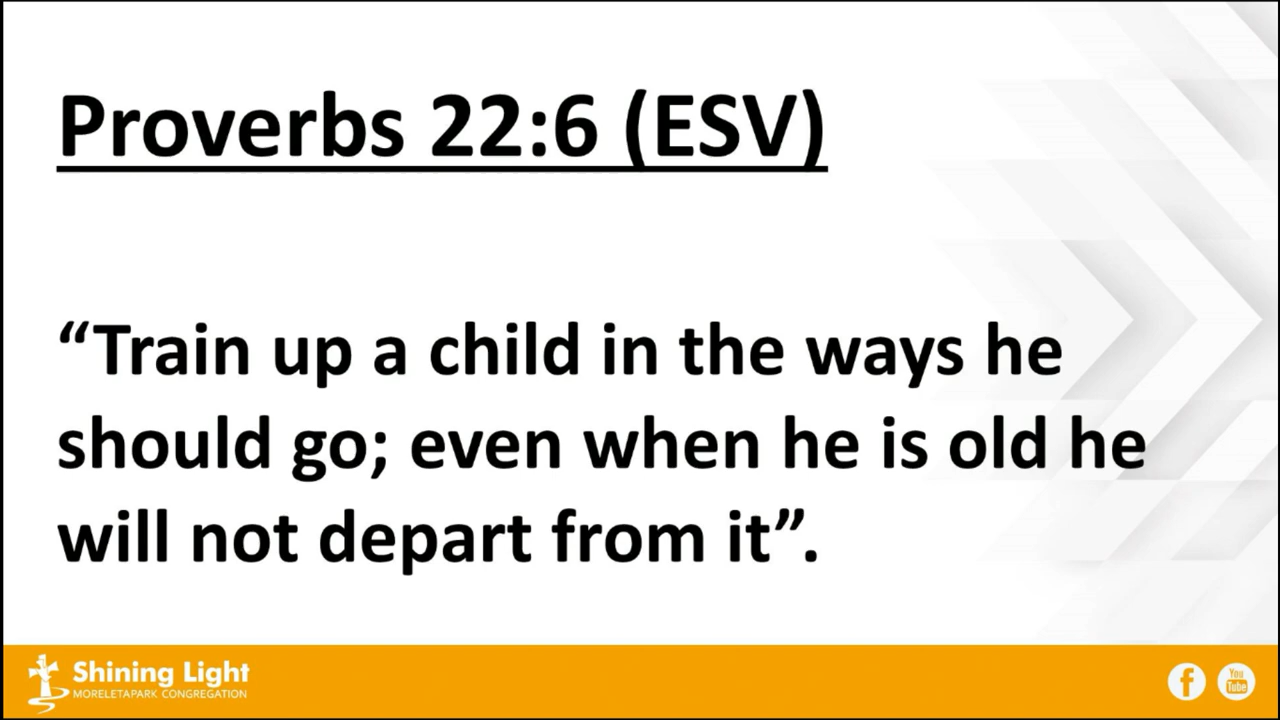 Proverbs 22:6 (ESV)
“Train up a child in the ways he
should go; even when he is old he
will not depart from it”.
Shining Light
MORELETAPARK CONGREGATION
f
You
Tube